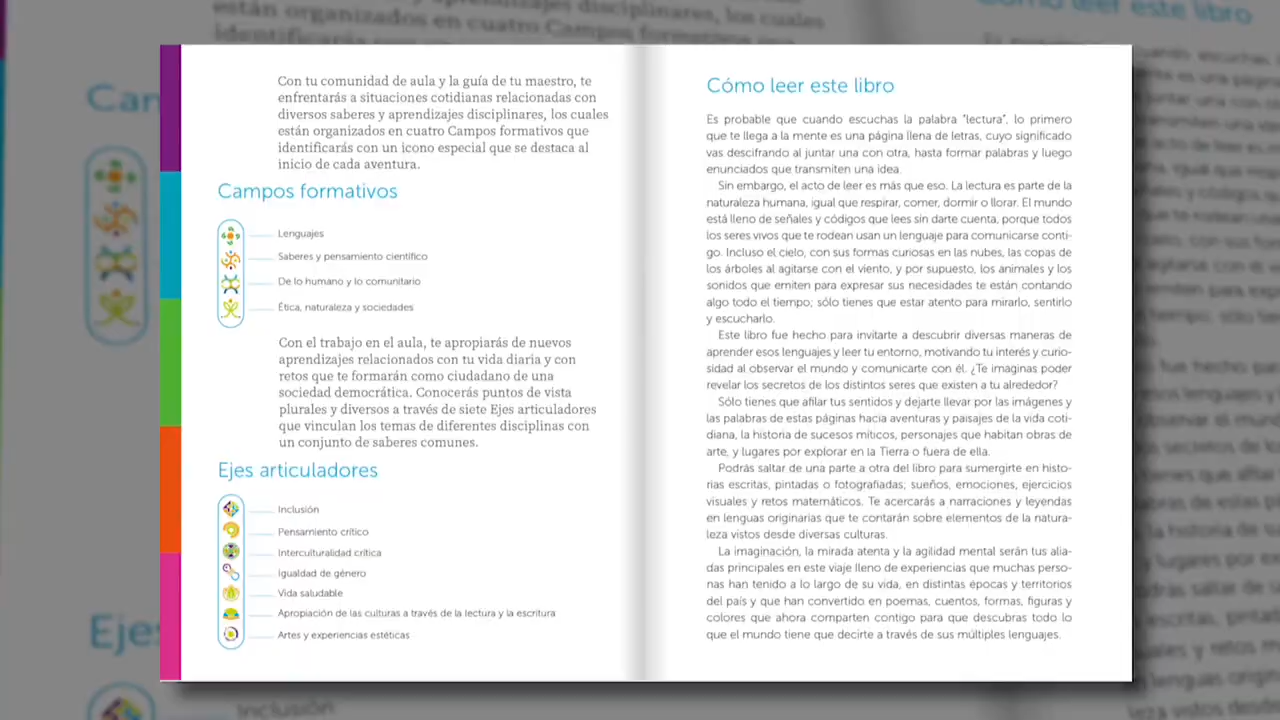 Con tu comunidad de aula y la guía de tu maestro, te
enfrentarás a situaciones cotidianas relacionadas con
diversos saberes y aprendizajes disciplinares, los cuales
están organizados en cuatro Campos formativos que
identificarás con un icono especial que se destaca al
inicio de cada aventura.
Campos formativos
Lenguajes
Saberes y pensamiento científico
De lo humano y lo comunitario
Ética, naturaleza y sociedades
Con el trabajo en el aula, te apropiarás de nuevos
aprendizajes relacionados con tu vida diaria y con
retos que te formarán como ciudadano de una
sociedad democrática. Conocerás puntos de vista
plurales y diversos a través de siete Ejes articuladores
que vinculan los temas de diferentes disciplinas con
un conjunto de saberes comunes.
Ejes articuladores
Inclusión
Pensamiento crítico
Interculturalidad crítica
Igualdad de género
Vida saludable
Apropiación de las culturas a través de la lectura y la escritura
Artes y experiencias estéticas
Cómo leer este libro
Es probable que cuando escuchas la palabra "lectura", lo primero
que te llega a la mente es una página llena de letras, cuyo significado
vas descifrando al juntar una con otra, hasta formar palabras y luego
enunciados que transmiten una idea.
Sin embargo, el acto de leer es más que eso. La lectura es parte de la
naturaleza humana, igual que respirar, comer, dormir o llorar. El mundo
está lleno de señales y códigos que lees sin darte cuenta, porque todos
los seres vivos que te rodean usan un lenguaje para comunicarse conti-
go. Incluso el cielo, con sus formas curiosas en las nubes, las copas de
los árboles al agitarse con el viento, y por supuesto, los animales y los
sonidos que emiten para expresar sus necesidades te están contando
algo todo el tiempo; sólo tienes que estar atento para mirarlo, sentirlo
y escucharlo.
Este libro fue hecho para invitarte a descubrir diversas maneras de
aprender esos lenguajes y leer tu entorno, motivando tu interés y curio-
sidad al observar el mundo y comunicarte con él. ¿Te imaginas poder
revelar los secretos de los distintos seres que existen a tu alrededor?
Sólo tienes que afilar tus sentidos y dejarte llevar por las imágenes y
las palabras de estas páginas hacia aventuras y paisajes de la vida coti-
diana, la historia de sucesos míticos, personajes que habitan obras de
arte, y lugares por explorar en la Tierra o fuera de ella.
Podrás saltar de una parte a otra del libro para sumergirte en histo-
rias escritas, pintadas o fotografiadas; sueños, emociones, ejercicios
visuales y retos matemáticos. Te acercarás a narraciones y leyendas
en lenguas originarias que te contarán sobre elementos de la natura-
leza vistos desde diversas culturas.
La imaginación, la mirada atenta y la agilidad mental serán tus alia-
das principales en este viaje lleno de experiencias que muchas perso-
nas han tenido a lo largo de su vida, en distintas épocas y territorios
del país y que han convertido en poemas, cuentos, formas, figuras y
colores que ahora comparten contigo para que descubras todo lo
que el mundo tiene que decirte a través de sus múltiples lenguajes.